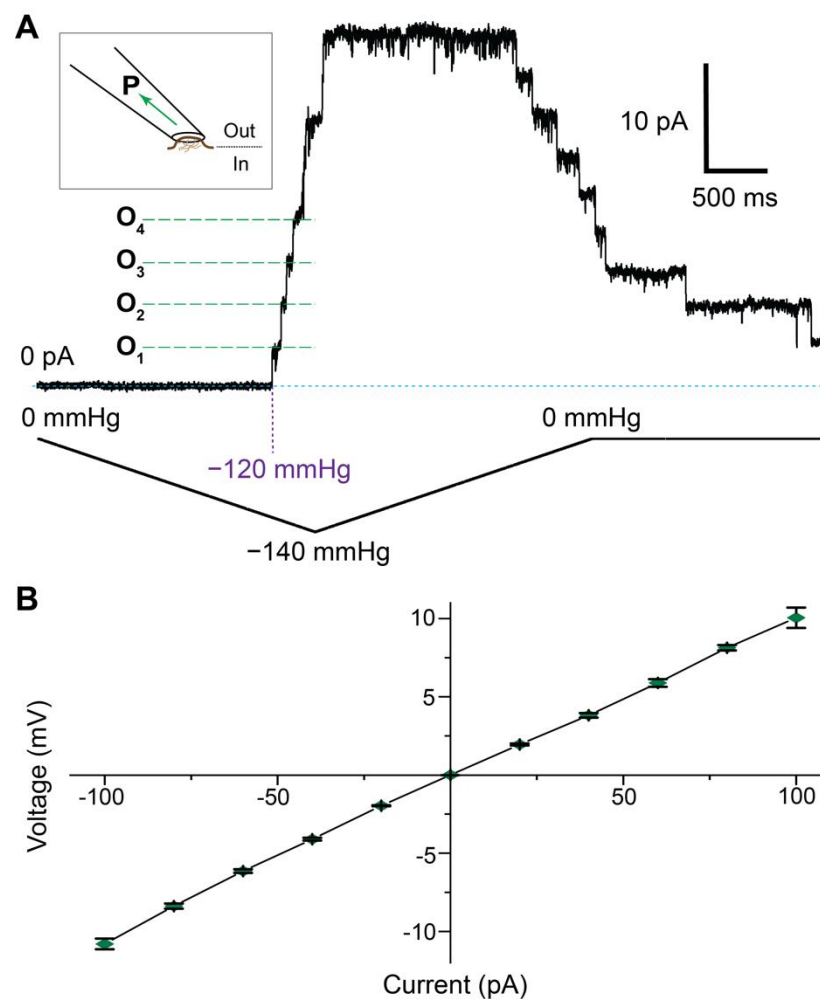 A
P
Out
In
10 pA
500 ms
O4
O3
O2
O1
0 pA
0 mmHg
0 mmHg
−120 mmHg
−140 mmHg
B
10
5
-100
-50
50
100
-5
-10
Voltage (mV)
Current (pA)